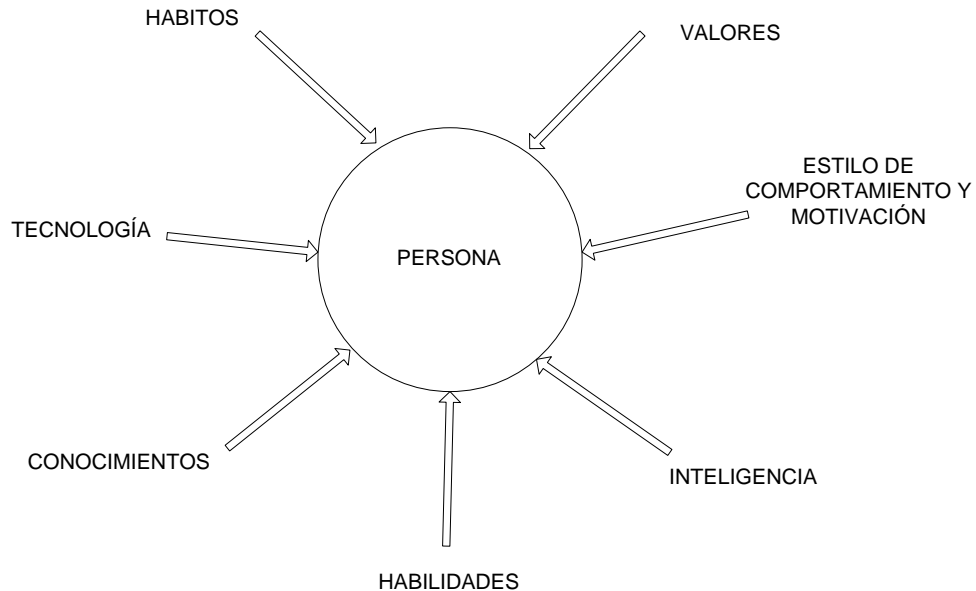 HABITOS
VALORES
ESTILO DE
COMPORTAMIENTO Y
MOTIVACIÓN
TECNOLOGÍA
PERSONA
CONOCIMIENTOS
INTELIGENCIA
HABILIDADES